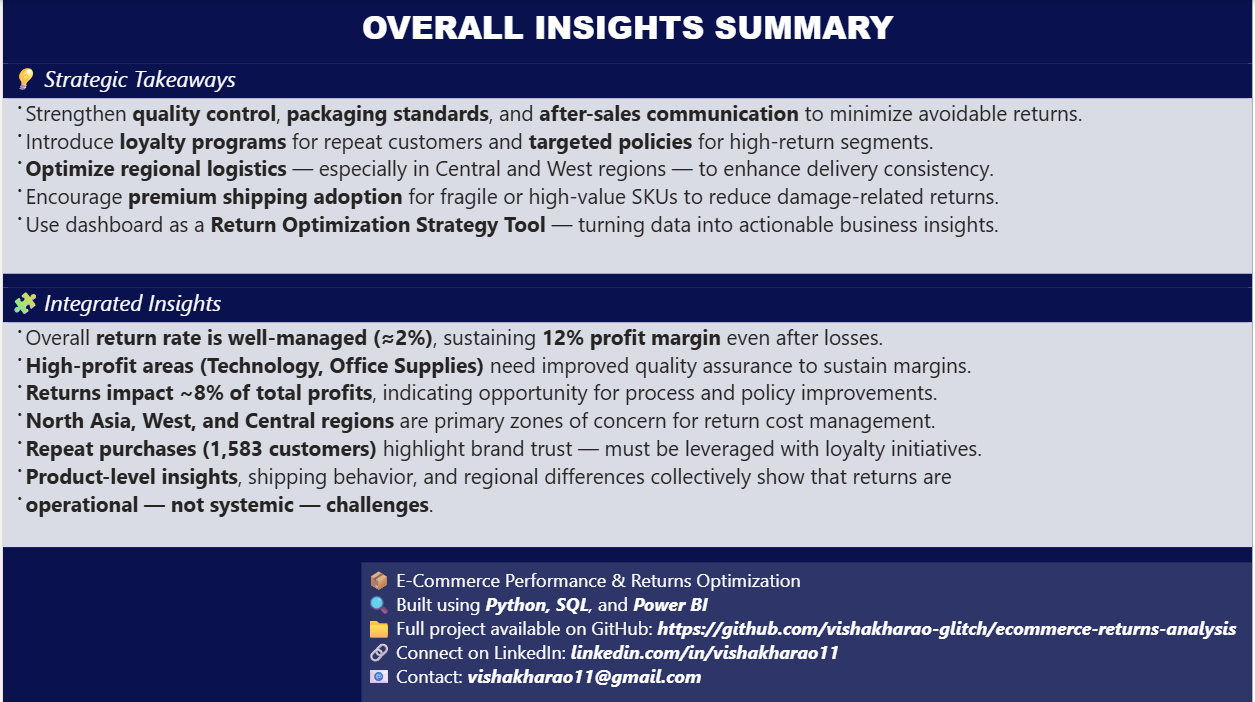 OVERALL INSIGHTS SUMMARY
💡 Strategic Takeaways
·Strengthen quality control, packaging standards, and after-sales communication to minimize avoidable returns.
·Introduce loyalty programs for repeat customers and targeted policies for high-return segments.
·Optimize regional logistics — especially in Central and West regions — to enhance delivery consistency.
·Encourage premium shipping adoption for fragile or high-value SKUs to reduce damage-related returns.
·Use dashboard as a Return Optimization Strategy Tool — turning data into actionable business insights.
🧩 Integrated Insights
·Overall return rate is well-managed (≈2%), sustaining 12% profit margin even after losses.
·High-profit areas (Technology, Office Supplies) need improved quality assurance to sustain margins.
·Returns impact ~8% of total profits, indicating opportunity for process and policy improvements.
·North Asia, West, and Central regions are primary zones of concern for return cost management.
·Repeat purchases (1,583 customers) highlight brand trust — must be leveraged with loyalty initiatives.
·Product-level insights, shipping behavior, and regional differences collectively show that returns are
·operational — not systemic — challenges.
📦 E-Commerce Performance & Returns Optimization
🔍 Built using Python, SQL, and Power BI
📁 Full project available on GitHub: https://github.com/vishakharao-glitch/ecommerce-returns-analysis
🔗 Connect on LinkedIn: linkedin.com/in/vishakharao11
📧 Contact: vishakharao11@gmail.com